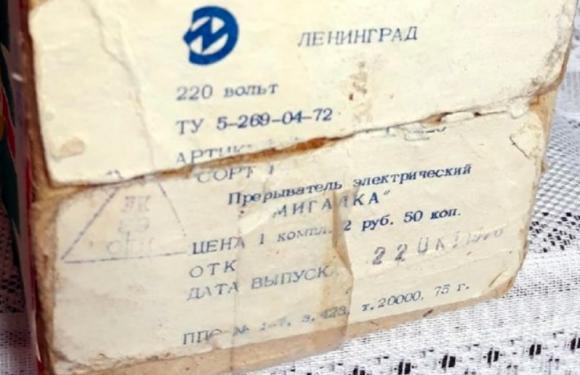 ЛЕНИНГРАД
220 вольт
ТУ 5-269-04-72
СОРТ 1
Прерыватель электрический
"МИГАЛКА"
ЦЕНА 1 компл. 2 руб. 50 коп.
ОТК
ДАТА ВЫПУСКА
т.20000, 75 г.